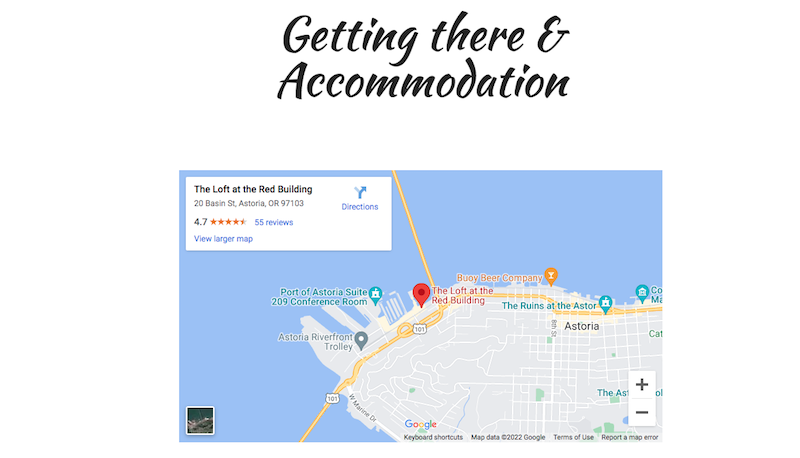 Getting there &
Accommodation
The Loft at the Red Building
20 Basin St, Astoria, OR 97103
Directions
4.7
55 reviews
View larger map
Buoy Beer Company
Port of Astoria Suite
209 Conference Room
The Loft at the
Red Building
The Ruins at the Astor
Co
Ma
101
Astoria
8th St
Astoria Riverfront
Trolley
Cat
101
W Marine Dr
The Ast
ol
+
−
Google
Keyboard shortcuts
Map data ©2022 Google
Terms of Use
Report a map error